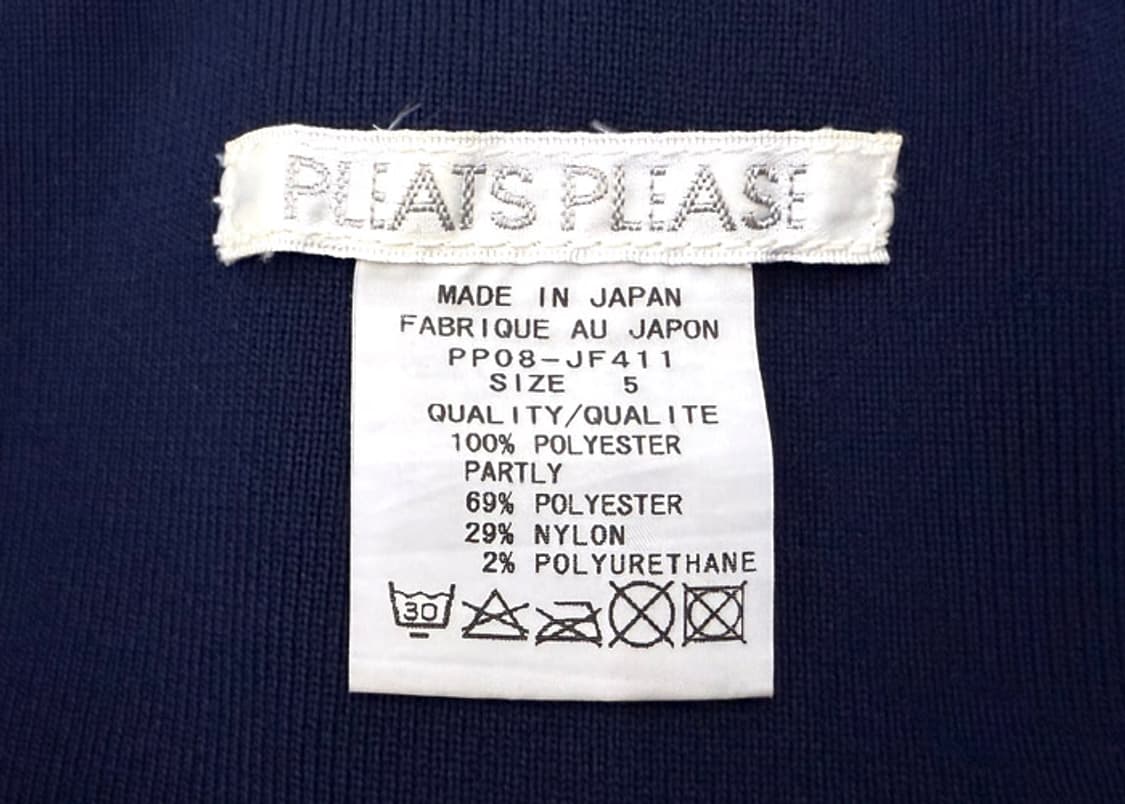 PLEATS PLEASE
MADE IN JAPAN
FABRIQUE AU JAPON
PP08-JF411
SIZE 5
QUALITY/QUALITE
100% POLYESTER
PARTLY
69% POLYESTER
29% NYLON
2% POLYURETHANE
30